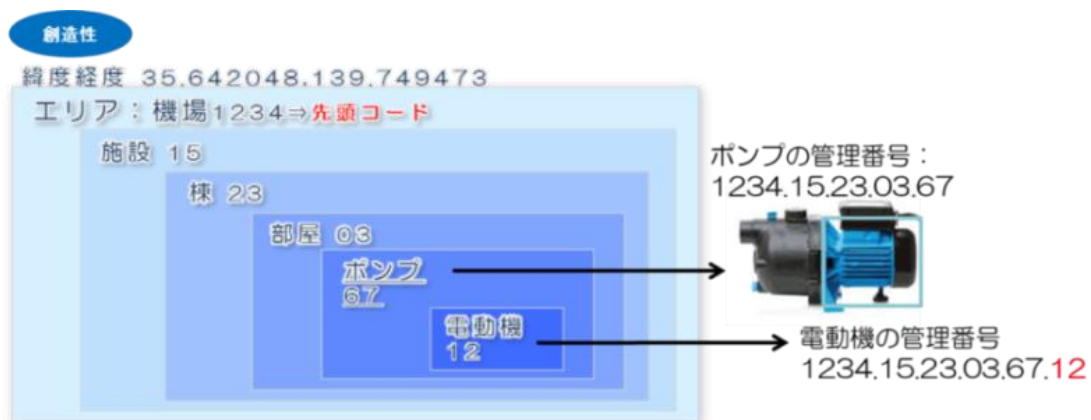 創造性
緯度経度 35.642048.139.749473
エリア：機場1234⇒先頭コード
施設 15
棟 23
部屋 03
ポンプ
67
電動機
12
ポンプの管理番号：
1234.15.23.03.67
電動機の管理番号
1234.15.23.03.67.12